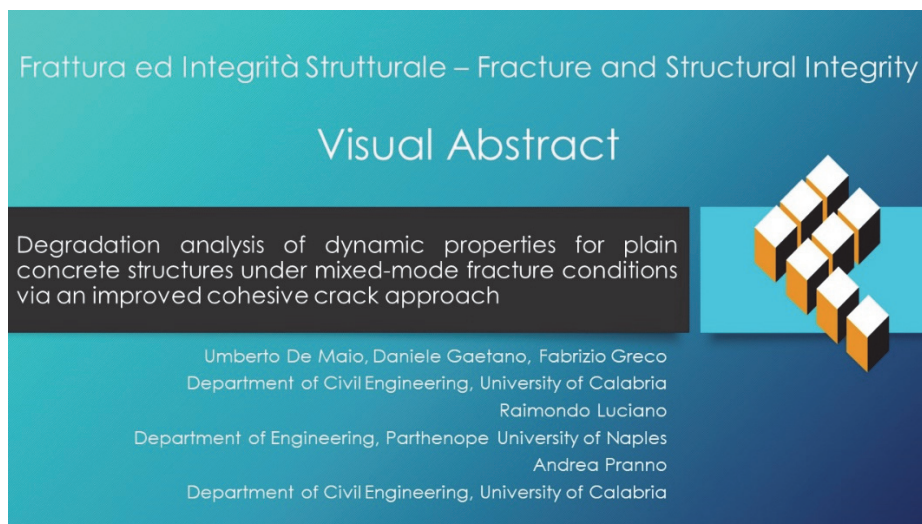 Frattura ed Integrità Strutturale – Fracture and Structural Integrity
Visual Abstract
Degradation analysis of dynamic properties for plain
concrete structures under mixed-mode fracture conditions
via an improved cohesive crack approach
Umberto De Maio, Daniele Gaetano, Fabrizio Greco
Department of Civil Engineering, University of Calabria
Raimondo Luciano
Department of Engineering, Parthenope University of Naples
Andrea Pranno
Department of Civil Engineering, University of Calabria